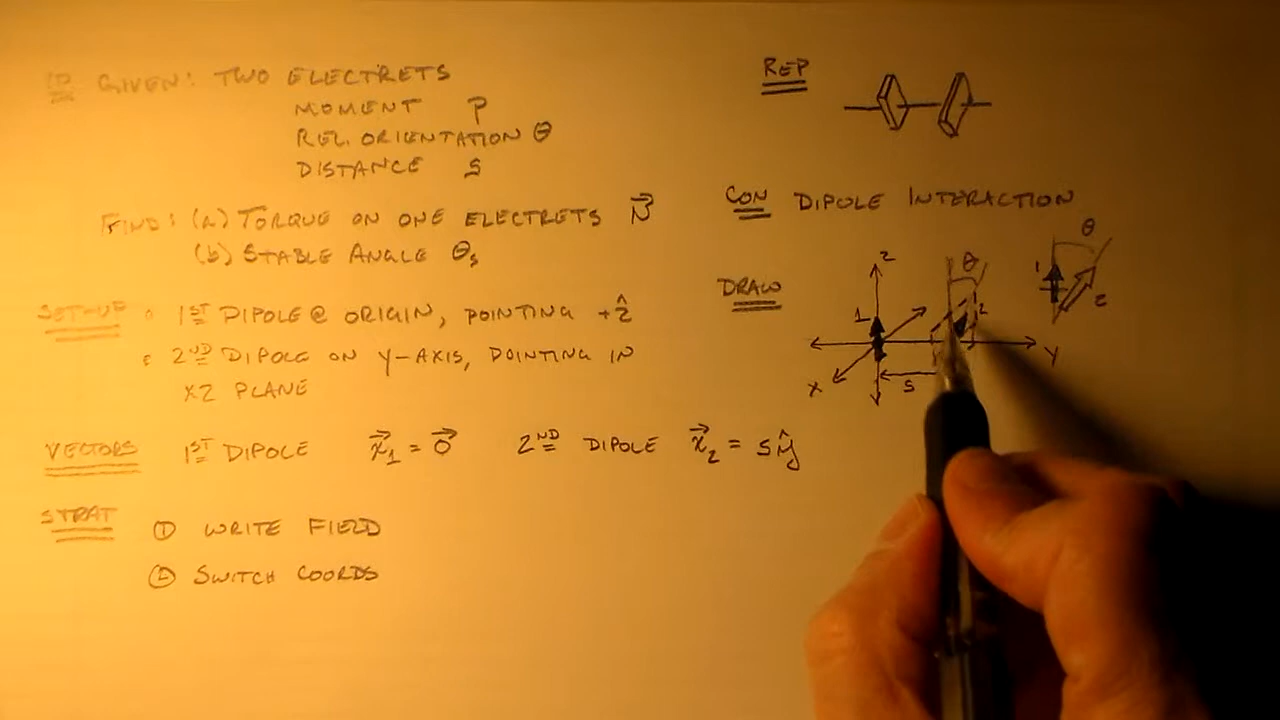 1D GIVEN: TWO ELECTRETS
MOMENT P
REL. ORIENTATION θ
DISTANCE S
FIND: (a) TORQUE ON ONE ELECTRETS N⃗
(b) STABLE ANGLE θs
SET-UP : 1ST DIPOLE @ ORIGIN, POINTING +ẑ
: 2ND DIPOLE ON Y-AXIS, POINTING IN
XZ PLANE
VECTORS 1ST DIPOLE x⃗₁ = 0⃗ 2ND DIPOLE x⃗₂ = sŷ
STRAT ① WRITE FIELD
② SWITCH COORDS
REP
CON DIPOLE INTERACTION
DRAW
Z
θ
1
2
X
S
Y
θ
1
2